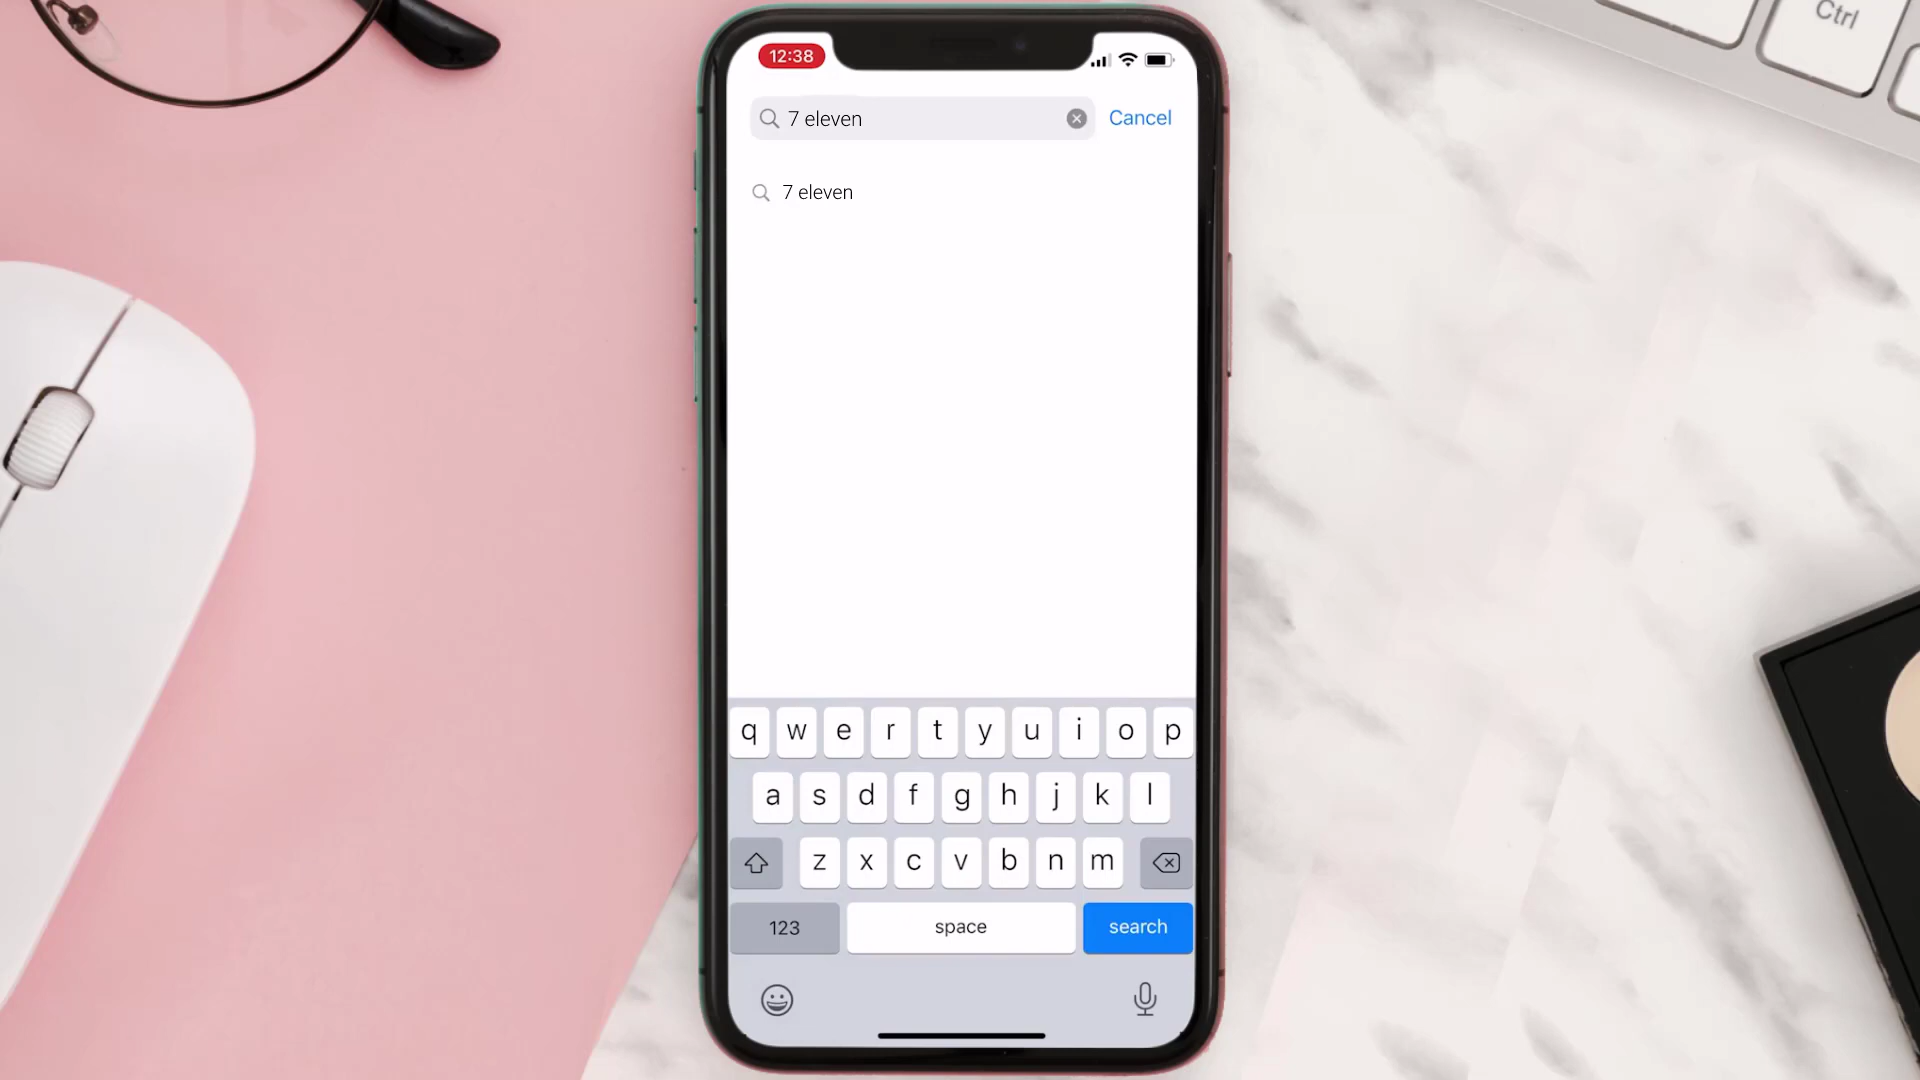 Ctrl
12:38
7 eleven
Cancel
7 eleven
q w e r t y u i o p
a s d f g h j k l
z x c v b n m
123 space search